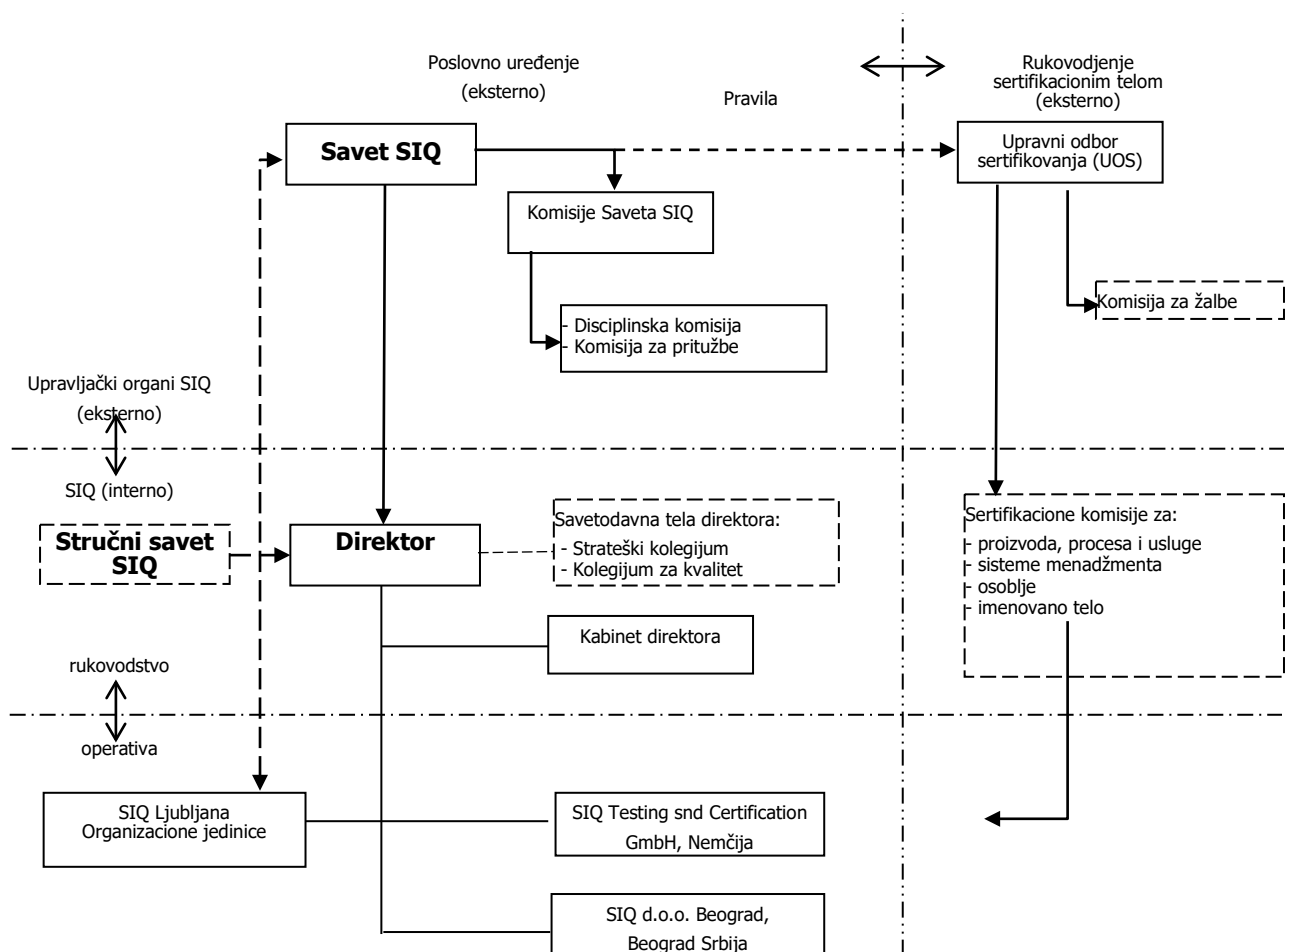 Poslovno uređenje
(eksterno)
Pravila
Rukovodjenje
sertifikacionim telom
(eksterno)
Savet SIQ
Upravni odbor
sertifikovanja (UOS)
Komisije Saveta SIQ
Komisija za žalbe
- Disciplinska komisija
- Komisija za pritužbe
Upravljački organi SIQ
(eksterno)
SIQ (interno)
Stručni savet
SIQ
Direktor
Savetodavna tela direktora:
- Strateški kolegijum
- Kolegijum za kvalitet
Sertifikacione komisije za:
- proizvoda, procesa i usluge
- sisteme menadžmenta
- osoblje
- imenovano telo
Kabinet direktora
rukovodstvo
operativa
SIQ Ljubljana
Organizacione jedinice
SIQ Testing snd Certification
GmbH, Nemčija
SIQ d.o.o. Beograd,
Beograd Srbija